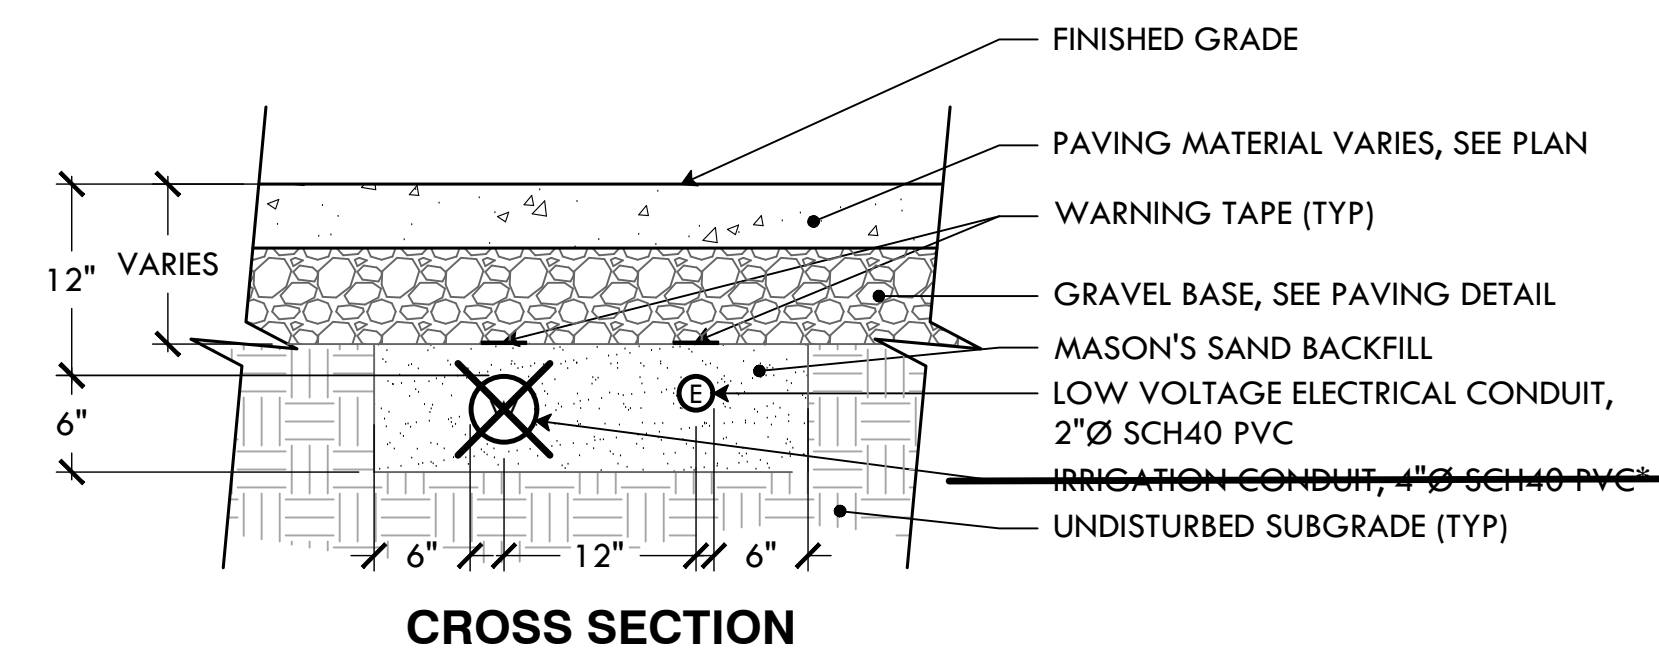 FINISHED GRADE
PAVING MATERIAL VARIES, SEE PLAN
WARNING TAPE (TYP)
12" VARIES
GRAVEL BASE, SEE PAVING DETAIL
MASON'S SAND BACKFILL
E
LOW VOLTAGE ELECTRICAL CONDUIT,
2"Ø SCH40 PVC
6"
IRRIGATION CONDUIT, 4"Ø SCH40 PVC*
UNDISTURBED SUBGRADE (TYP)
6" 12" 6"
CROSS SECTION